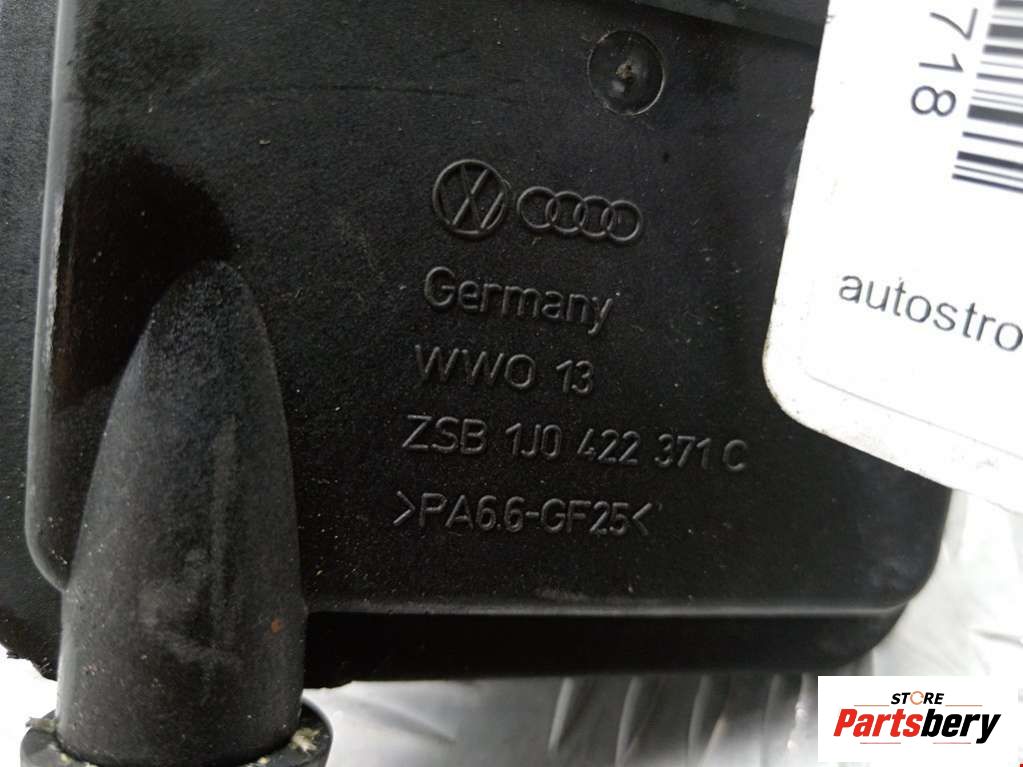 Germany
WWO 13
ZSB 1J0 422 371 C
>PA6.6-GF25<
718
autostro
STORE
Partsbery